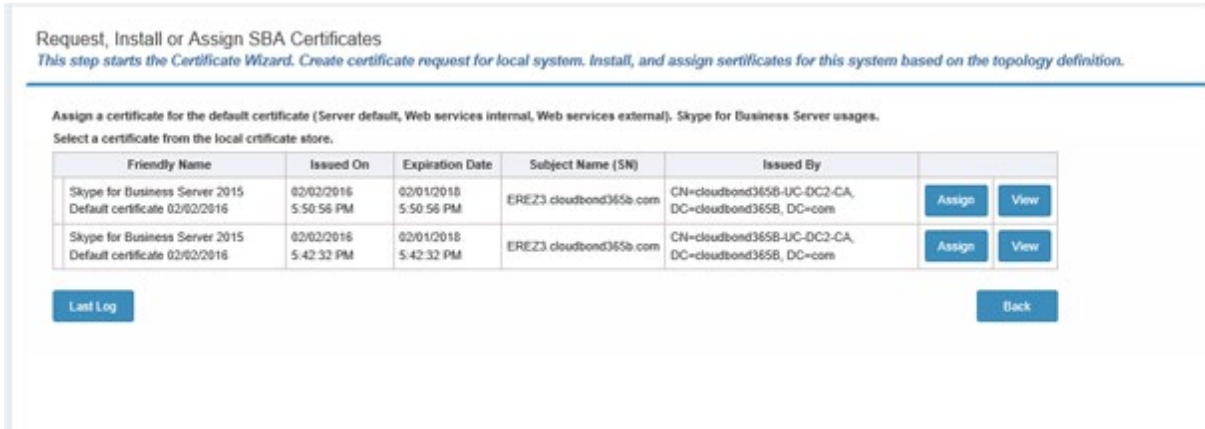 Request, Install or Assign SBA Certificates
This step starts the Certificate Wizard. Create certificate request for local system. Install, and assign sertificates for this system based on the topology definition.
Assign a certificate for the default certificate (Server default, Web services internal, Web services external). Skype for Business Server usages.
Select a certificate from the local crtificate store.
Friendly Name Issued On Expiration Date Subject Name (SN) Issued By
Skype for Business Server 2015 02/02/2016 02/01/2018 EREZ3.cloudbond365b.com CN=cloudbond365B-UC-DC2-CA, Assign View
Default certificate 02/02/2016 5:50:56 PM 5:50:56 PM DC=cloudbond365B, DC=com
Skype for Business Server 2015 02/02/2016 02/01/2018 EREZ3.cloudbond365b.com CN=cloudbond365B-UC-DC2-CA, Assign View
Default certificate 02/02/2016 5:42:32 PM 5:42:32 PM DC=cloudbond365B, DC=com
Last Log Back